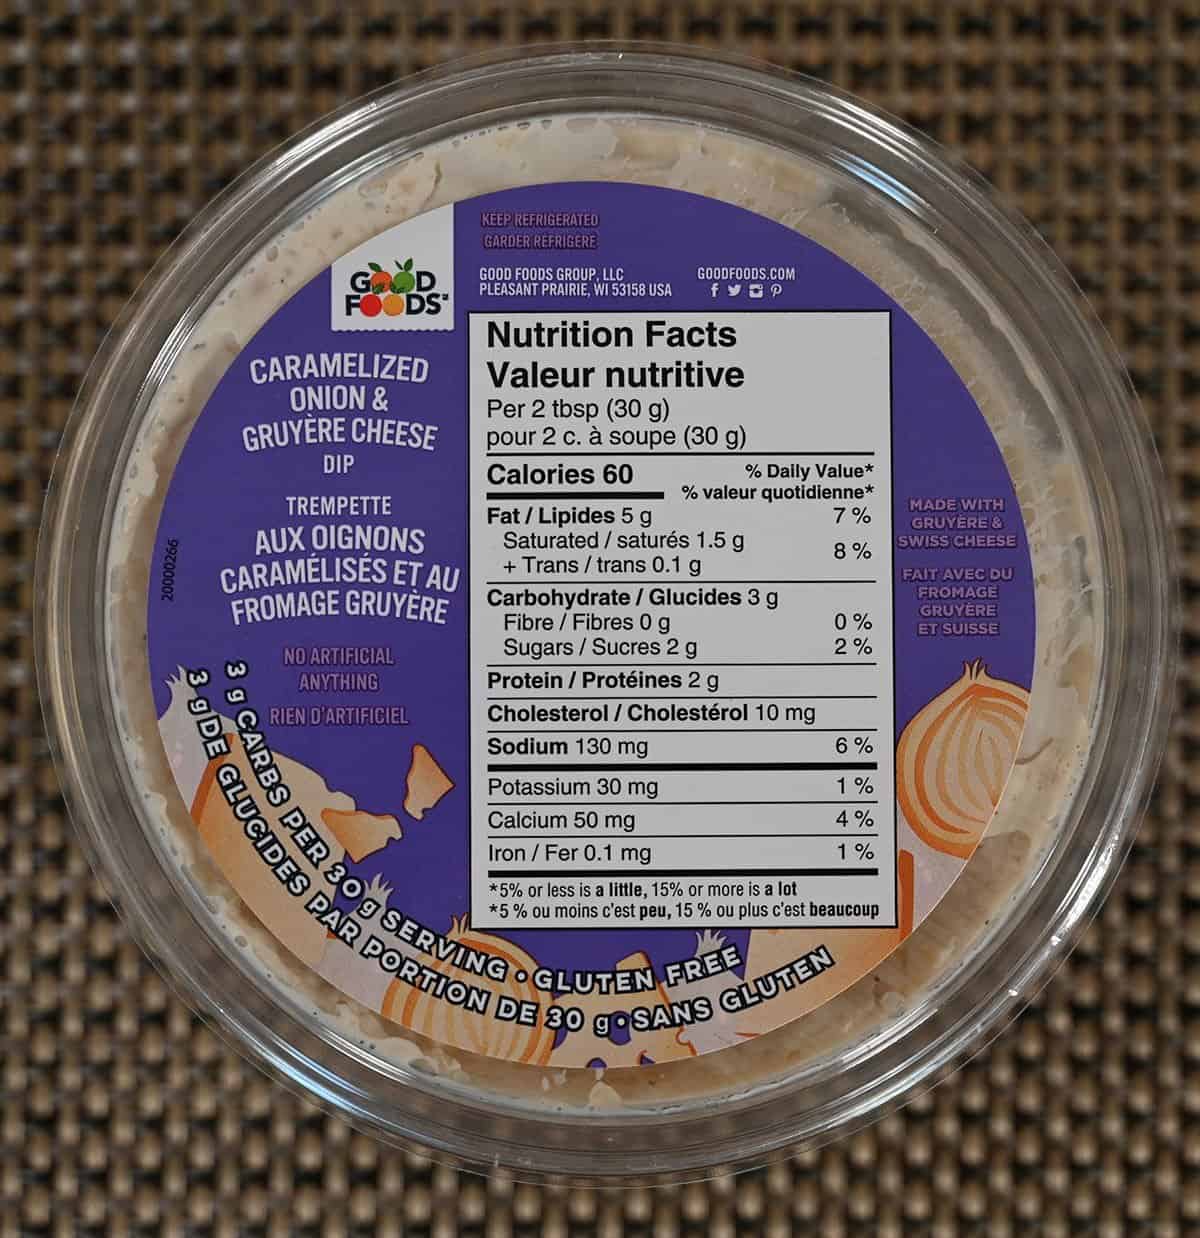 KEEP REFRIGERATED
GARDER RÉFRIGÉRÉ
GOOD FOODS GROUP, LLC
PLEASANT PRAIRIE, WI 53158 USA
GOODFOODS.COM
GOOD
FOODS™
CARAMELIZED
ONION &
GRUYÈRE CHEESE
DIP
TREMPETTE
AUX OIGNONS
CARAMÉLISÉS ET AU
FROMAGE GRUYÈRE
NO ARTIFICIAL
ANYTHING
RIEN D'ARTIFICIEL
20000266
Nutrition Facts
Valeur nutritive
Per 2 tbsp (30 g)
pour 2 c. à soupe (30 g)
Calories 60
% Daily Value*
% valeur quotidienne*
Fat / Lipides 5 g 7 %
Saturated / saturés 1.5 g
+ Trans / trans 0.1 g 8 %
Carbohydrate / Glucides 3 g
Fibre / Fibres 0 g 0 %
Sugars / Sucres 2 g 2 %
Protein / Protéines 2 g
Cholesterol / Cholestérol 10 mg
Sodium 130 mg 6 %
Potassium 30 mg 1 %
Calcium 50 mg 4 %
Iron / Fer 0.1 mg 1 %
*5% or less is a little, 15% or more is a lot
*5 % ou moins c'est peu, 15 % ou plus c'est beaucoup
MADE WITH
GRUYÈRE &
SWISS CHEESE
FAIT AVEC DU
FROMAGE
GRUYÈRE
ET SUISSE
3 g CARBS PER 30 g SERVING • GLUTEN FREE
3 g DE GLUCIDES PAR PORTION DE 30 g • SANS GLUTEN